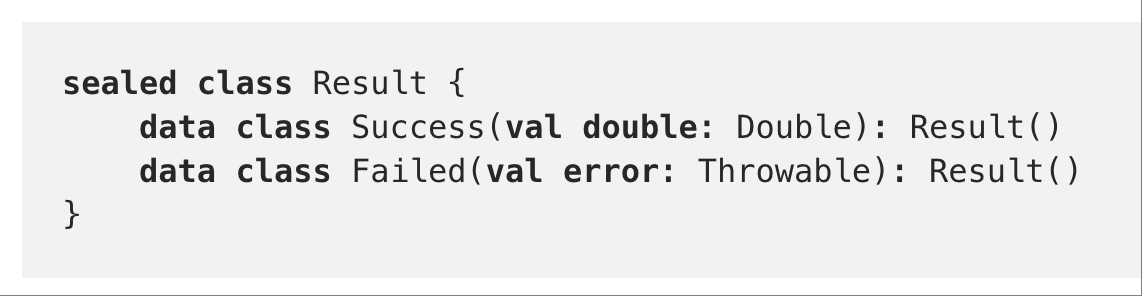 sealed class Result {
    data class Success(val double: Double): Result()
    data class Failed(val error: Throwable): Result()
}